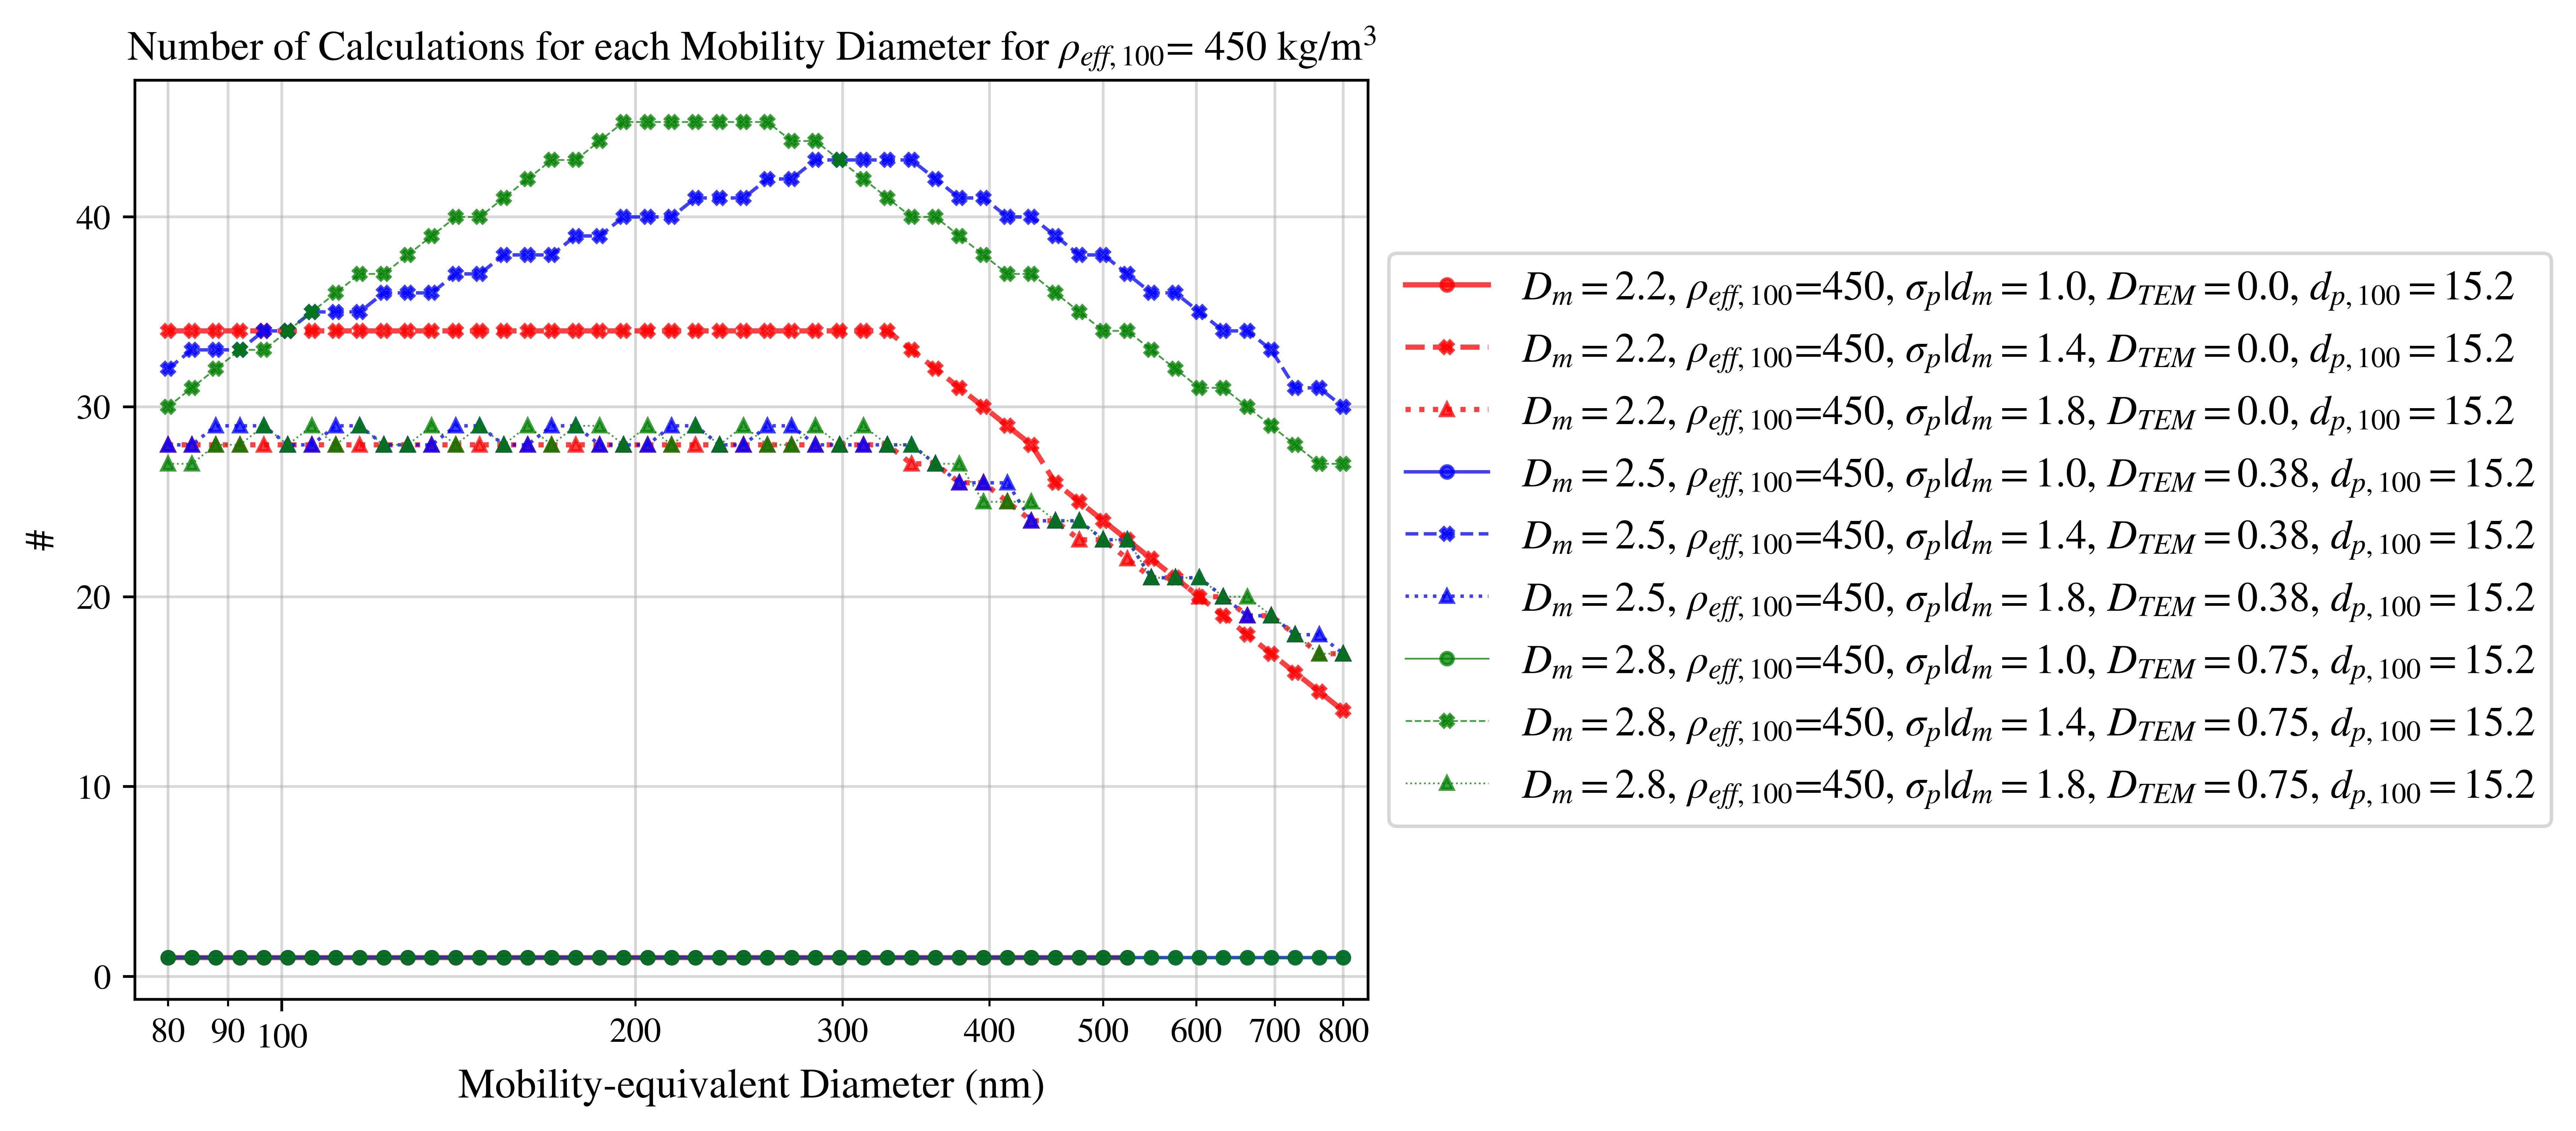 Number of Calculations for each Mobility Diameter for ρeff,100= 450 kg/m³
#
40
30
20
10
0
80 90 100 200 300 400 500 600 700 800
Mobility-equivalent Diameter (nm)
Dm = 2.2, ρeff,100=450, σp|dm = 1.0, DTEM = 0.0, dp,100 = 15.2
Dm = 2.2, ρeff,100=450, σp|dm = 1.4, DTEM = 0.0, dp,100 = 15.2
Dm = 2.2, ρeff,100=450, σp|dm = 1.8, DTEM = 0.0, dp,100 = 15.2
Dm = 2.5, ρeff,100=450, σp|dm = 1.0, DTEM = 0.38, dp,100 = 15.2
Dm = 2.5, ρeff,100=450, σp|dm = 1.4, DTEM = 0.38, dp,100 = 15.2
Dm = 2.5, ρeff,100=450, σp|dm = 1.8, DTEM = 0.38, dp,100 = 15.2
Dm = 2.8, ρeff,100=450, σp|dm = 1.0, DTEM = 0.75, dp,100 = 15.2
Dm = 2.8, ρeff,100=450, σp|dm = 1.4, DTEM = 0.75, dp,100 = 15.2
Dm = 2.8, ρeff,100=450, σp|dm = 1.8, DTEM = 0.75, dp,100 = 15.2